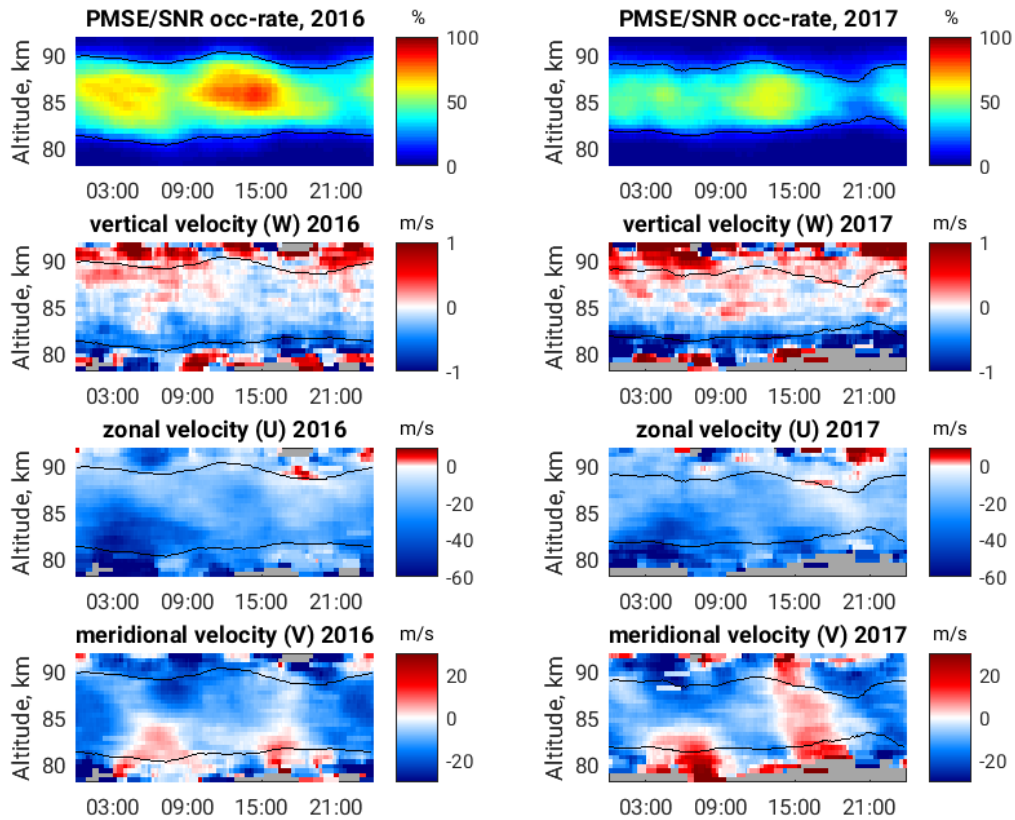 PMSE/SNR occ-rate, 2016 %
Altitude, km
90
85
80
100
50
0
03:00 09:00 15:00 21:00
PMSE/SNR occ-rate, 2017 %
Altitude, km
90
85
80
100
50
0
03:00 09:00 15:00 21:00
vertical velocity (W) 2016 m/s
Altitude, km
90
85
80
1
0
-1
03:00 09:00 15:00 21:00
vertical velocity (W) 2017 m/s
Altitude, km
90
85
80
1
0
-1
03:00 09:00 15:00 21:00
zonal velocity (U) 2016 m/s
Altitude, km
90
85
80
0
-20
-40
-60
03:00 09:00 15:00 21:00
zonal velocity (U) 2017 m/s
Altitude, km
90
85
80
0
-20
-40
-60
03:00 09:00 15:00 21:00
meridional velocity (V) 2016 m/s
Altitude, km
90
85
80
20
0
-20
03:00 09:00 15:00 21:00
meridional velocity (V) 2017 m/s
Altitude, km
90
85
80
20
0
-20
03:00 09:00 15:00 21:00